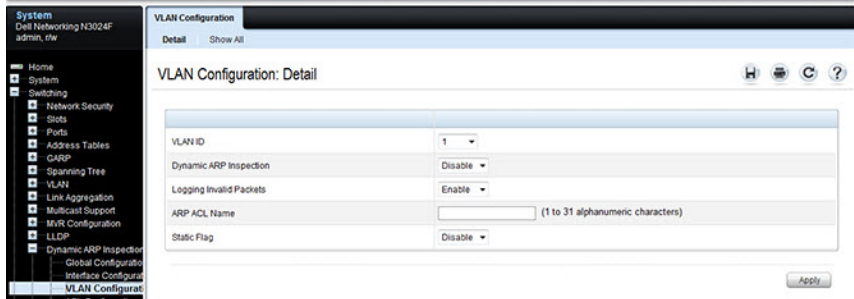 System
Dell Networking N3024F
admin, r/w
Home
System
Switching
Network Security
Slots
Ports
Address Tables
GARP
Spanning Tree
VLAN
Link Aggregation
Multicast Support
MVR Configuration
LLDP
Dynamic ARP Inspection
Global Configuratio
Interface Configurat
VLAN Configurati
VLAN Configuration
Detail Show All
VLAN Configuration: Detail
?
VLAN ID 1
Dynamic ARP Inspection Disable
Logging Invalid Packets Enable
ARP ACL Name (1 to 31 alphanumeric characters)
Static Flag Disable
Apply